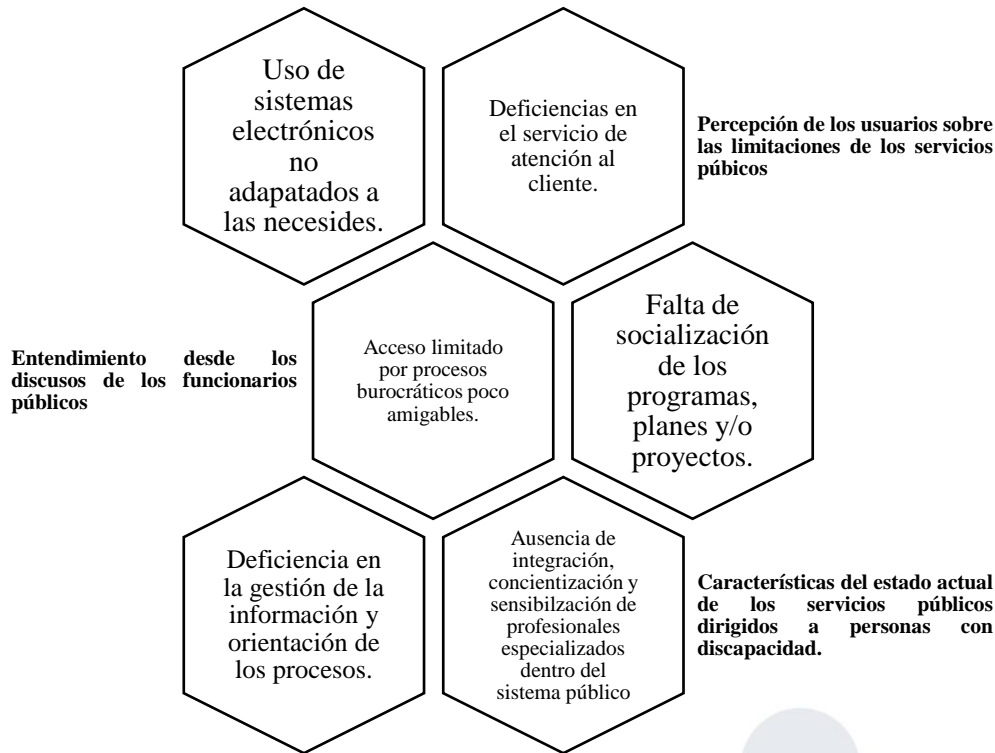 Uso de
sistemas
electrónicos
no
adapatados a
las necesides.
Deficiencias en
el servicio de
atención al
cliente.
Percepción de los usuarios sobre
las limitaciones de los servicios
púbicos
Entendimiento desde los
discusos de los funcionarios
públicos
Acceso limitado
por procesos
burocráticos poco
amigables.
Falta de
socialización
de los
programas,
planes y/o
proyectos.
Deficiencia en
la gestión de la
información y
orientación de
los procesos.
Ausencia de
integración,
concientización y
sensibilzación de
profesionales
especializados
dentro del
sistema público
Características del estado actual
de los servicios públicos
dirigidos a personas con
discapacidad.